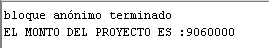 bloque anónimo terminado
EL MONTO DEL PROYECTO ES :9060000